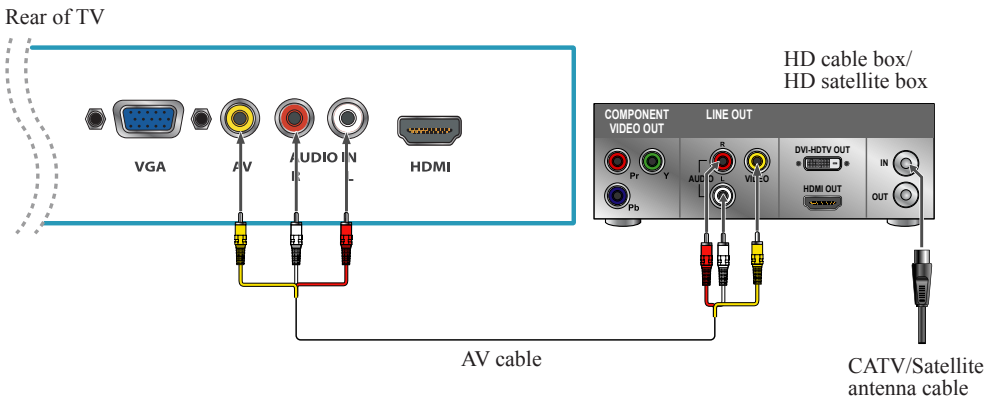 Rear of TV
VGA
AV
AUDIO IN
R
L
HDMI
AV cable
HD cable box/
HD satellite box
COMPONENT
VIDEO OUT
LINE OUT
Pr
Y
Pb
R
AUDIO
L
VIDEO
DVI-HDTV OUT
HDMI OUT
IN
OUT
CATV/Satellite
antenna cable